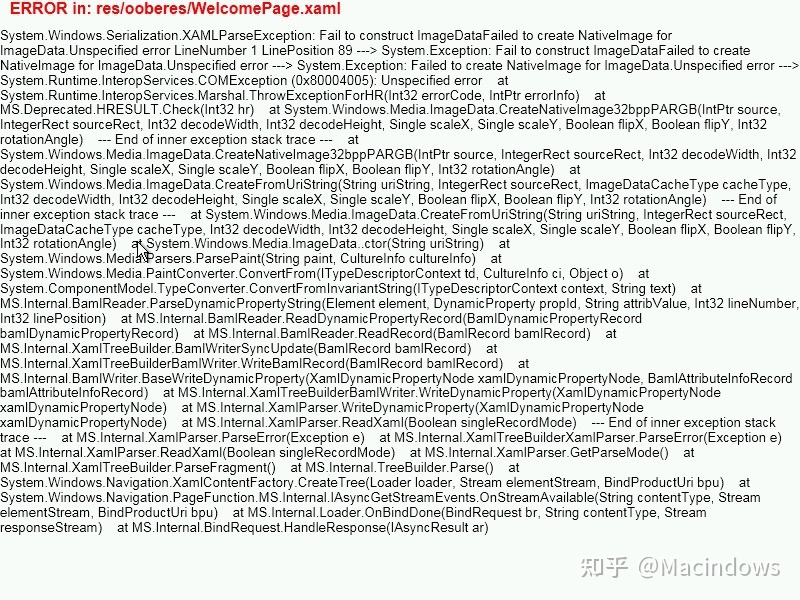 ERROR in: res/ooberes/WelcomePage.xaml
System.Windows.Serialization.XAMLParseException: Fail to construct ImageDataFailed to create NativeImage for
ImageData.Unspecified error LineNumber 1 LinePosition 89 ---> System.Exception: Fail to construct ImageDataFailed to create
NativeImage for ImageData.Unspecified error ---> System.Exception: Failed to create NativeImage for ImageData.Unspecified error --->
System.Runtime.InteropServices.COMException (0x80004005): Unspecified error    at
System.Runtime.InteropServices.Marshal.ThrowExceptionForHR(Int32 errorCode, IntPtr errorInfo)    at
MS.Deprecated.HRESULT.Check(Int32 hr)    at System.Windows.Media.ImageData.CreateNativeImage32bppPARGB(IntPtr source,
IntegerRect sourceRect, Int32 decodeWidth, Int32 decodeHeight, Single scaleX, Single scaleY, Boolean flipX, Boolean flipY, Int32
rotationAngle)    --- End of inner exception stack trace ---    at
System.Windows.Media.ImageData.CreateNativeImage32bppPARGB(IntPtr source, IntegerRect sourceRect, Int32 decodeWidth, Int32
decodeHeight, Single scaleX, Single scaleY, Boolean flipX, Boolean flipY, Int32 rotationAngle)    at
System.Windows.Media.ImageData.CreateFromUriString(String uriString, IntegerRect sourceRect, ImageDataCacheType cacheType,
Int32 decodeWidth, Int32 decodeHeight, Single scaleX, Single scaleY, Boolean flipX, Boolean flipY, Int32 rotationAngle)    --- End of
inner exception stack trace ---    at System.Windows.Media.ImageData.CreateFromUriString(String uriString, IntegerRect sourceRect,
ImageDataCacheType cacheType, Int32 decodeWidth, Int32 decodeHeight, Single scaleX, Single scaleY, Boolean flipX, Boolean flipY,
Int32 rotationAngle)    at System.Windows.Media.ImageData..ctor(String uriString)    at
System.Windows.Media.Parsers.ParsePaint(String paint, CultureInfo cultureInfo)    at
System.Windows.Media.PaintConverter.ConvertFrom(ITypeDescriptorContext td, CultureInfo ci, Object o)    at
System.ComponentModel.TypeConverter.ConvertFromInvariantString(ITypeDescriptorContext context, String text)    at
MS.Internal.BamlReader.ParseDynamicPropertyString(Element element, DynamicProperty propId, String attribValue, Int32 lineNumber,
Int32 linePosition)    at MS.Internal.BamlReader.ReadDynamicPropertyRecord(BamlDynamicPropertyRecord
bamlDynamicPropertyRecord)    at MS.Internal.BamlReader.ReadRecord(BamlRecord bamlRecord)    at
MS.Internal.XamlTreeBuilder.BamlWriterSyncUpdate(BamlRecord bamlRecord)    at
MS.Internal.XamlTreeBuilderBamlWriter.WriteBamlRecord(BamlRecord bamlRecord)    at
MS.Internal.BamlWriter.BaseWriteDynamicProperty(XamlDynamicPropertyNode xamlDynamicPropertyNode, BamlAttributeInfoRecord
bamlAttributeInfoRecord)    at MS.Internal.XamlTreeBuilderBamlWriter.WriteDynamicProperty(XamlDynamicPropertyNode
xamlDynamicPropertyNode)    at MS.Internal.XamlParser.WriteDynamicProperty(XamlDynamicPropertyNode
xamlDynamicPropertyNode)    at MS.Internal.XamlParser.ReadXaml(Boolean singleRecordMode)    --- End of inner exception stack
trace ---    at MS.Internal.XamlParser.ParseError(Exception e)    at MS.Internal.XamlTreeBuilderXamlParser.ParseError(Exception e)
at MS.Internal.XamlParser.ReadXaml(Boolean singleRecordMode)    at MS.Internal.XamlParser.GetParseMode()    at
MS.Internal.XamlTreeBuilder.ParseFragment()    at MS.Internal.TreeBuilder.Parse()    at
System.Windows.Navigation.XamlContentFactory.CreateTree(Loader loader, Stream elementStream, BindProductUri bpu)    at
System.Windows.Navigation.PageFunction.MS.Internal.IAsyncGetStreamEvents.OnStreamAvailable(String contentType, Stream
elementStream, BindProductUri bpu)    at MS.Internal.Loader.OnBindDone(BindRequest br, String contentType, Stream
responseStream)    at MS.Internal.BindRequest.HandleResponse(IAsyncResult ar)
知乎 @Macindows